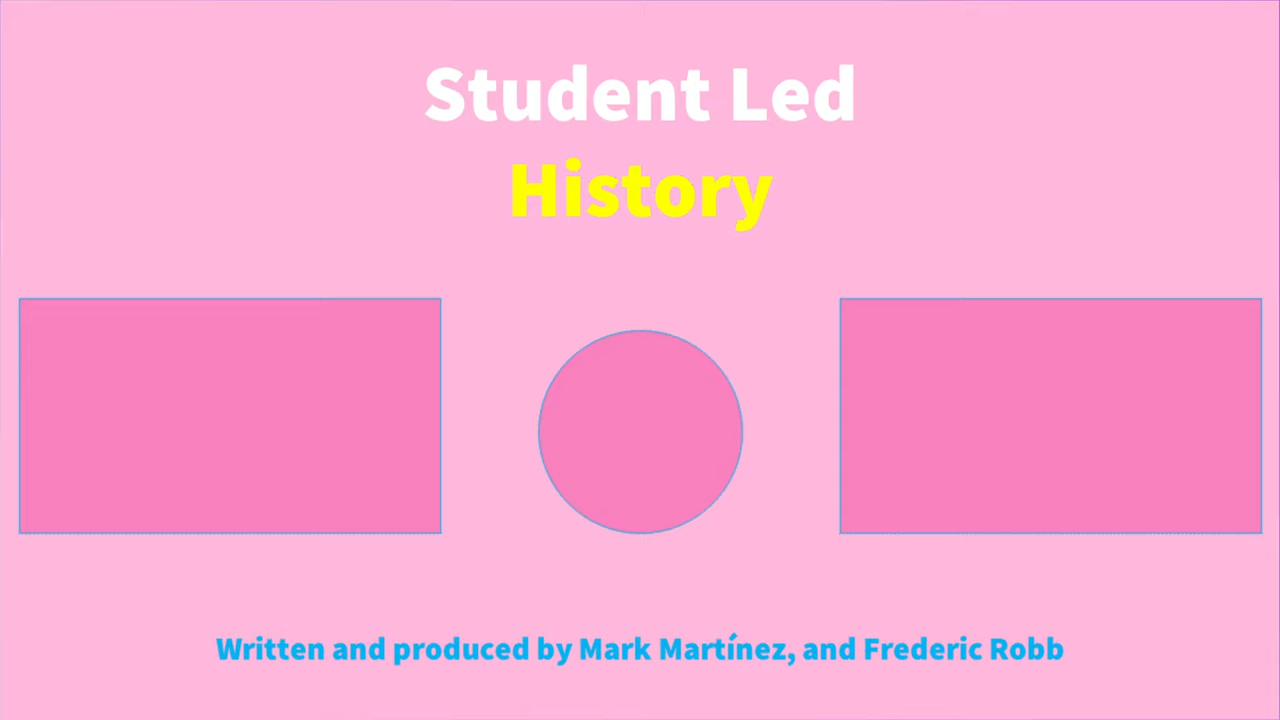 Student Led
History
Written and produced by Mark Martínez, and Frederic Robb